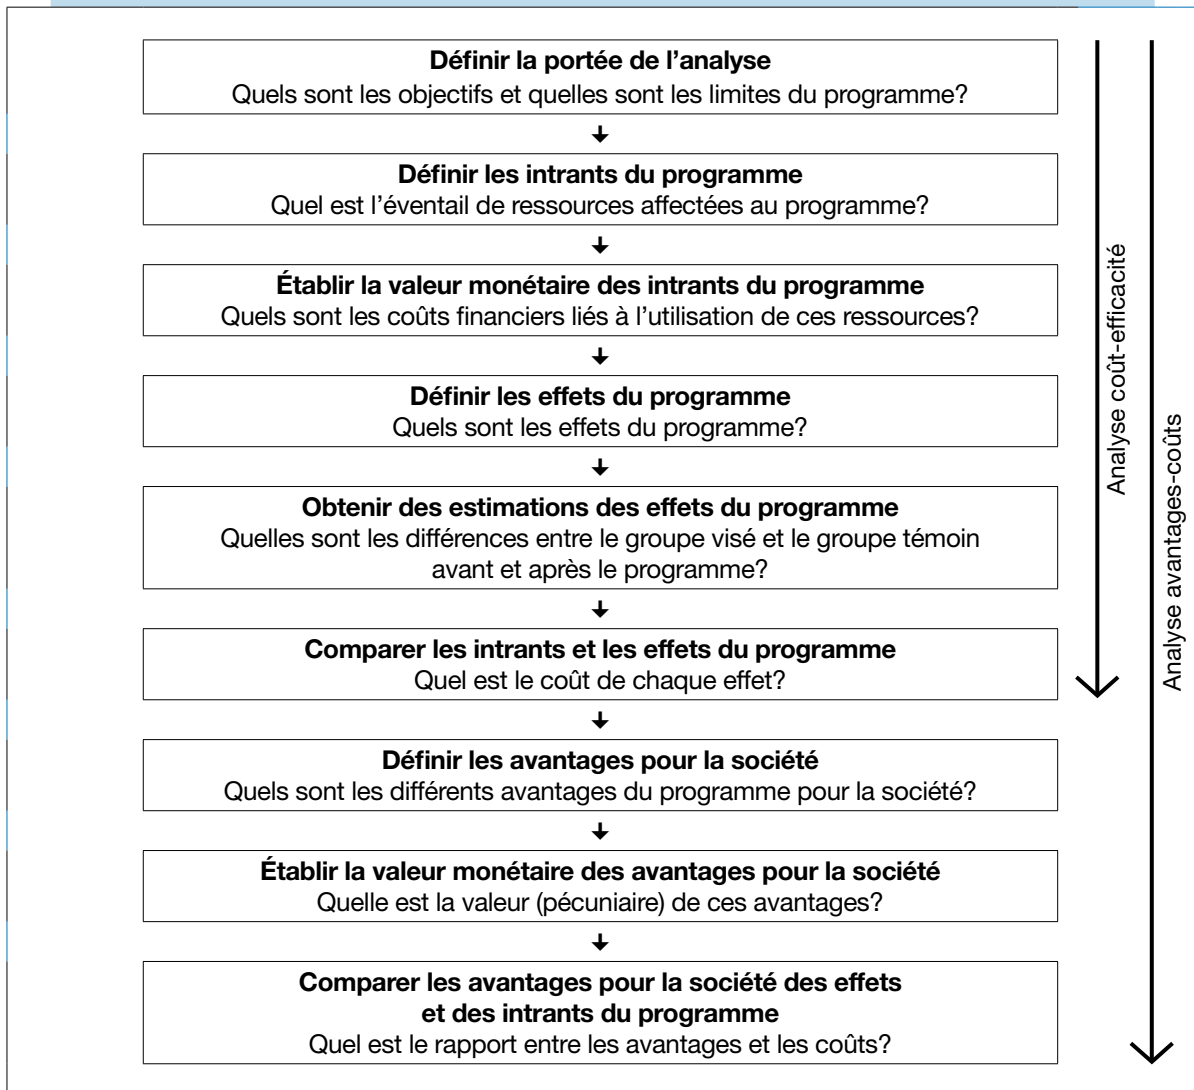 Définir la portée de l'analyse
Quels sont les objectifs et quelles sont les limites du programme?
Définir les intrants du programme
Quel est l'éventail de ressources affectées au programme?
Établir la valeur monétaire des intrants du programme
Quels sont les coûts financiers liés à l'utilisation de ces ressources?
Définir les effets du programme
Quels sont les effets du programme?
Obtenir des estimations des effets du programme
Quelles sont les différences entre le groupe visé et le groupe témoin
avant et après le programme?
Comparer les intrants et les effets du programme
Quel est le coût de chaque effet?
Définir les avantages pour la société
Quels sont les différents avantages du programme pour la société?
Établir la valeur monétaire des avantages pour la société
Quelle est la valeur (pécuniaire) de ces avantages?
Comparer les avantages pour la société des effets
et des intrants du programme
Quel est le rapport entre les avantages et les coûts?
Analyse coût-efficacité
Analyse avantages-coûts